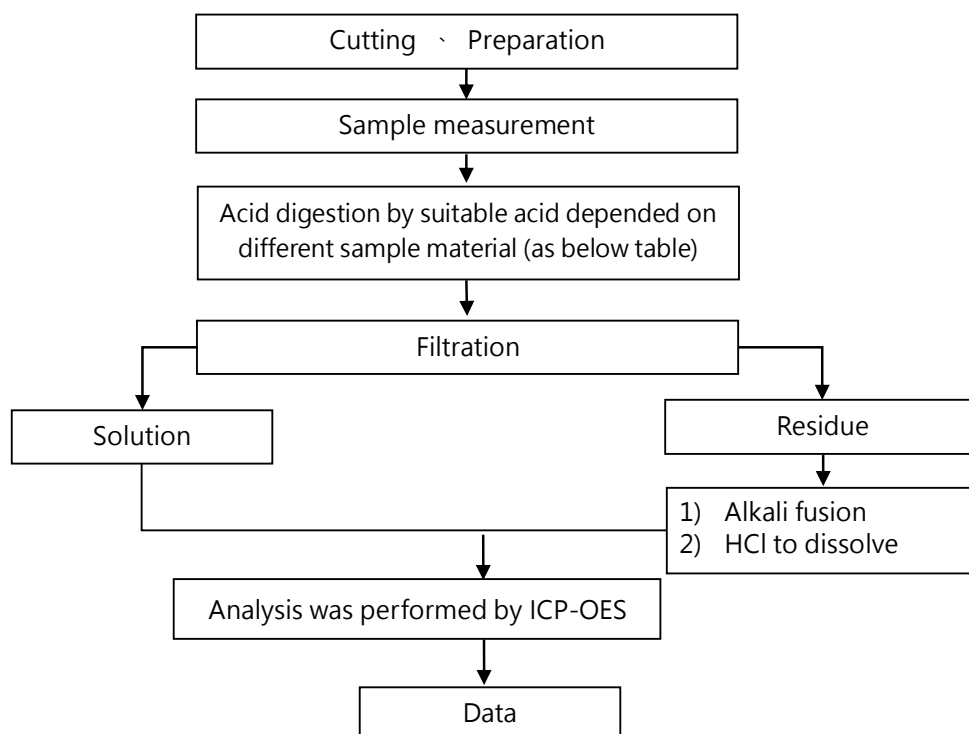 Cutting 、 Preparation
Sample measurement
Acid digestion by suitable acid depended on
different sample material (as below table)
Filtration
Solution
Residue
1) Alkali fusion
2) HCl to dissolve
Analysis was performed by ICP-OES
Data